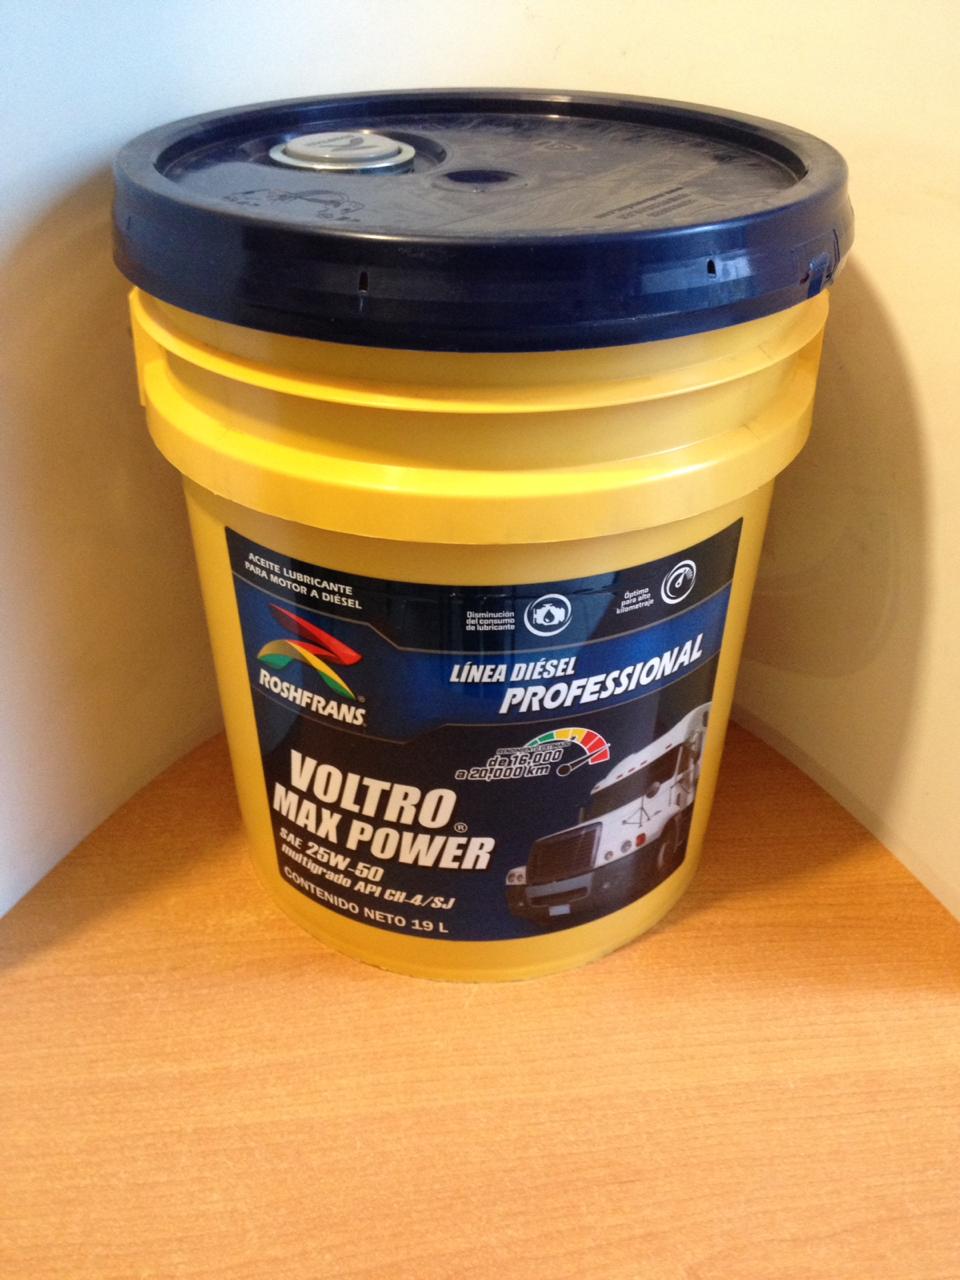 ACEITE LUBRICANTE
PARA MOTOR A DIÉSEL
Disminución
del consumo
de lubricante
Óptimo
para alto
kilometraje
ROSHFRANS®
LÍNEA DIÉSEL
PROFESSIONAL
RENDIMIENTO ESTIMADO
de 16,000
a 20,000 km
VOLTRO
MAX POWER®
SAE 25W-50
multigrado API CH-4/SJ
CONTENIDO NETO 19 L